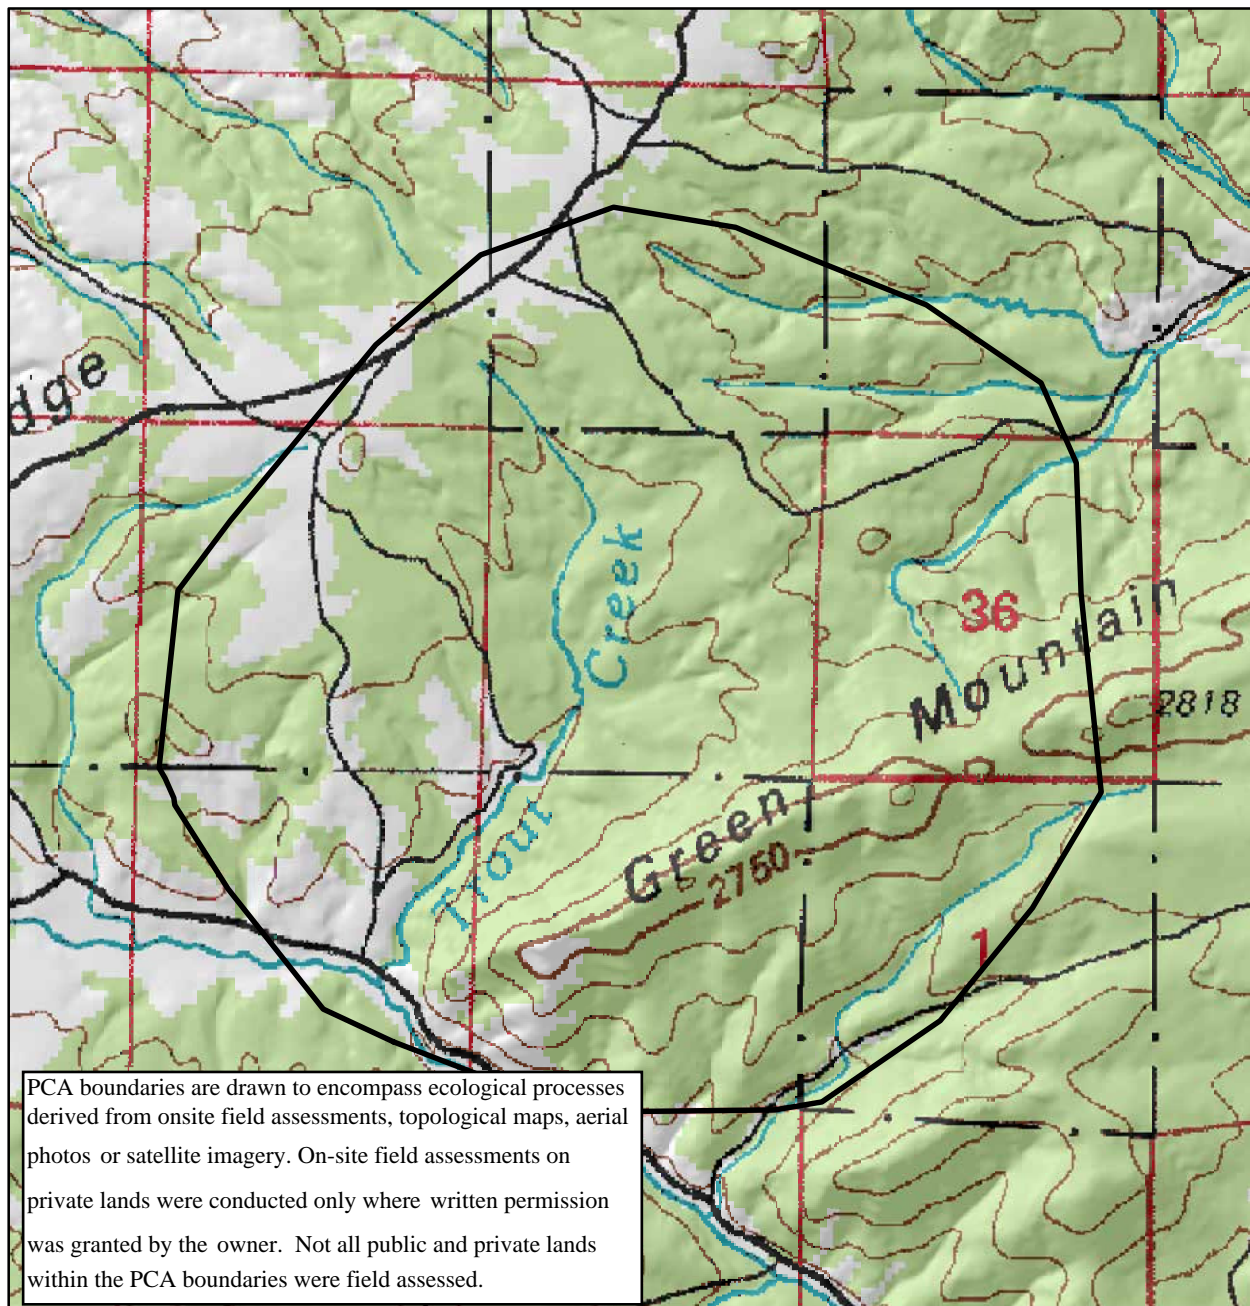 dge
Creek
36
Mountain
2818
Green
2750
Trout
1
PCA boundaries are drawn to encompass ecological processes
derived from onsite field assessments, topological maps, aerial
photos or satellite imagery. On-site field assessments on
private lands were conducted only where written permission
was granted by the owner. Not all public and private lands
within the PCA boundaries were field assessed.